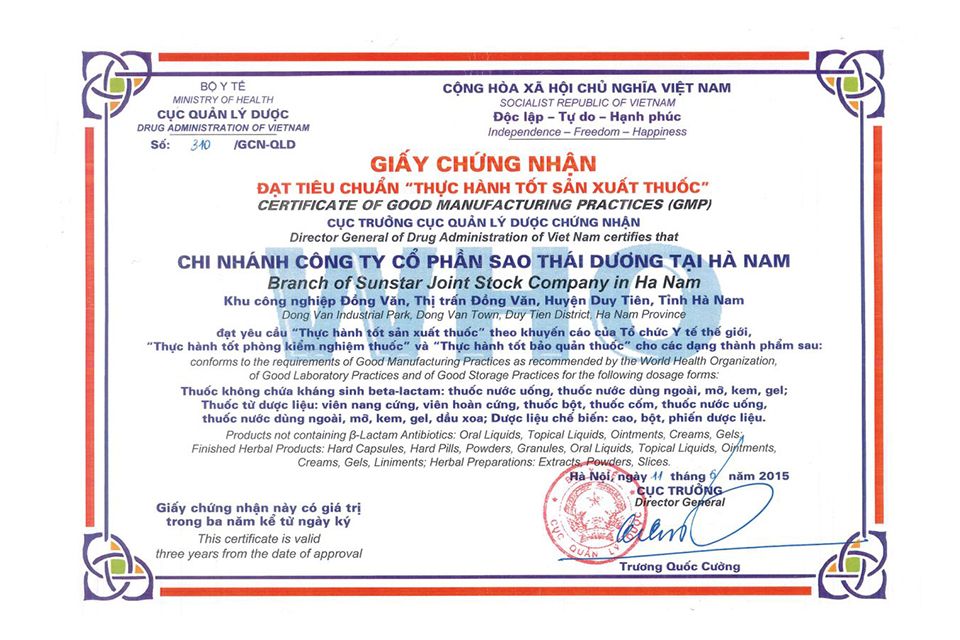 BỘ Y TẾ
MINISTRY OF HEALTH
CỤC QUẢN LÝ DƯỢC
DRUG ADMINISTRATION OF VIETNAM
Số: 310 /GCN-QLD
CỘNG HÒA XÃ HỘI CHỦ NGHĨA VIỆT NAM
SOCIALIST REPUBLIC OF VIETNAM
Độc lập – Tự do – Hạnh phúc
Independence – Freedom – Happiness
GIẤY CHỨNG NHẬN
ĐẠT TIÊU CHUẨN “THỰC HÀNH TỐT SẢN XUẤT THUỐC”
CERTIFICATE OF GOOD MANUFACTURING PRACTICES (GMP)
CỤC TRƯỞNG CỤC QUẢN LÝ DƯỢC CHỨNG NHẬN
Director General of Drug Administration of Viet Nam certifies that
WHO
CHI NHÁNH CÔNG TY CỔ PHẦN SAO THÁI DƯƠNG TẠI HÀ NAM
Branch of Sunstar Joint Stock Company in Ha Nam
Khu công nghiệp Đồng Văn, Thị trấn Đồng Văn, Huyện Duy Tiên, Tỉnh Hà Nam
Dong Van Industrial Park, Dong Van Town, Duy Tien District, Ha Nam Province
đạt yêu cầu “Thực hành tốt sản xuất thuốc” theo khuyến cáo của Tổ chức Y tế thế giới,
“Thực hành tốt phòng kiểm nghiệm thuốc” và “Thực hành tốt bảo quản thuốc” cho các dạng thành phẩm sau:
conforms to the requirements of Good Manufacturing Practices as recommended by the World Health Organization,
of Good Laboratory Practices and of Good Storage Practices for the following dosage forms:
Thuốc không chứa kháng sinh beta-lactam: thuốc nước uống, thuốc nước dùng ngoài, mỡ, kem, gel;
Thuốc từ dược liệu: viên nang cứng, viên hoàn cứng, thuốc bột, thuốc cốm, thuốc nước uống,
thuốc nước dùng ngoài, mỡ, kem, gel, dầu xoa; Dược liệu chế biến: cao, bột, phiến dược liệu.
Products not containing β-Lactam Antibiotics: Oral Liquids, Topical Liquids, Ointments, Creams, Gels;
Finished Herbal Products: Hard Capsules, Hard Pills, Powders, Granules, Oral Liquids, Topical Liquids, Ointments,
Creams, Gels, Liniments; Herbal Preparations: Extracts, Powders, Slices.
Hà Nội, ngày 11 tháng 6 năm 2015
CỤC TRƯỞNG
Director General
BỘ Y TẾ
CỤC QUẢN LÝ DƯỢC
Trương Quốc Cường
Giấy chứng nhận này có giá trị
trong ba năm kể từ ngày ký
This certificate is valid
three years from the date of approval